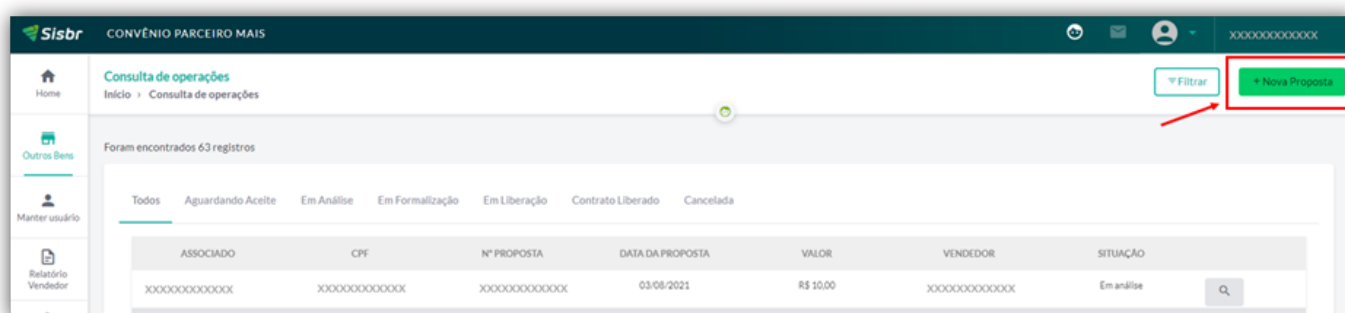 Sisbr CONVÊNIO PARCEIRO MAIS XXXXXXXXXXXX
Home
Consulta de operações
Início › Consulta de operações
Filtrar
+ Nova Proposta
Outros Bens
Foram encontrados 63 registros
Manter usuário
Todos Aguardando Aceite Em Análise Em Formalização Em Liberação Contrato Liberado Cancelada
Relatório
Vendedor
ASSOCIADO CPF Nº PROPOSTA DATA DA PROPOSTA VALOR VENDEDOR SITUAÇÃO
XXXXXXXXXXXX XXXXXXXXXXXX XXXXXXXXXXXX 03/08/2021 R$ 10,00 XXXXXXXXXXXX Em análise